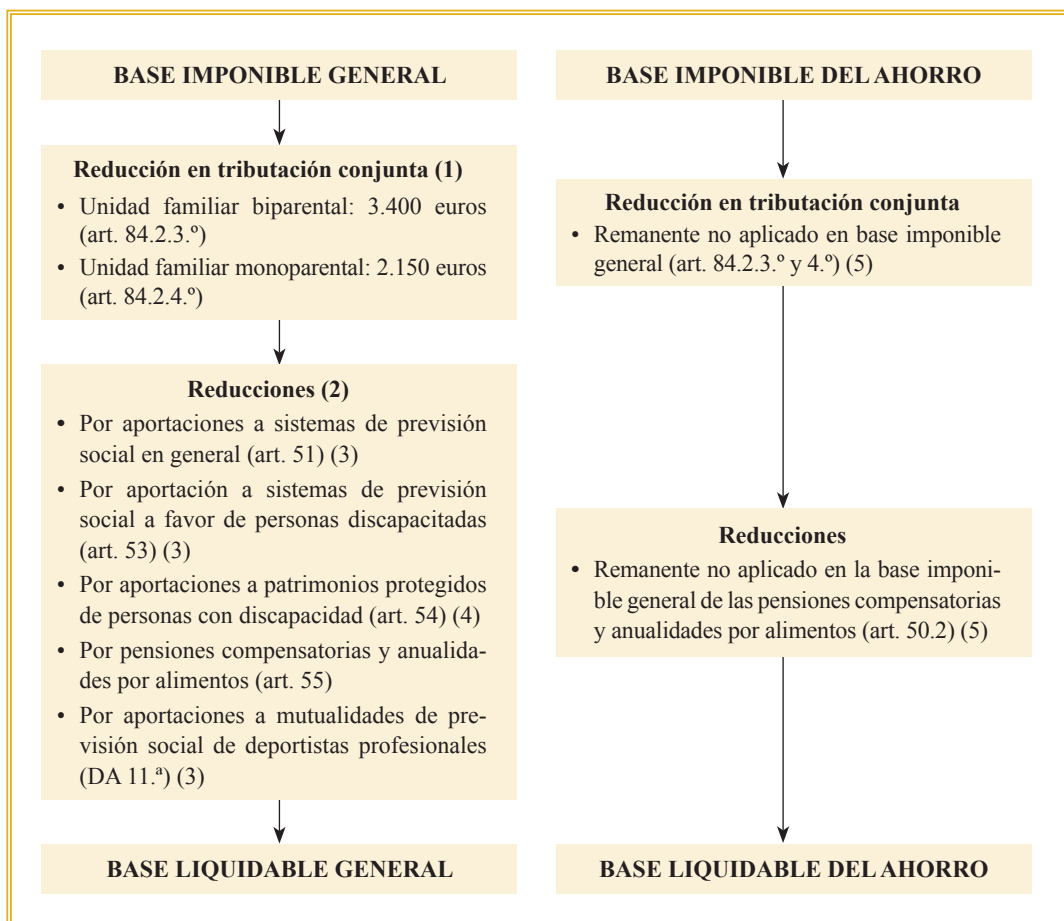 BASE IMPONIBLE GENERAL
Reducción en tributación conjunta (1)
• Unidad familiar biparental: 3.400 euros
(art. 84.2.3.º)
• Unidad familiar monoparental: 2.150 euros
(art. 84.2.4.º)
Reducciones (2)
• Por aportaciones a sistemas de previsión
social en general (art. 51) (3)
• Por aportación a sistemas de previsión
social a favor de personas discapacitadas
(art. 53) (3)
• Por aportaciones a patrimonios protegidos
de personas con discapacidad (art. 54) (4)
• Por pensiones compensatorias y anualida-
des por alimentos (art. 55)
• Por aportaciones a mutualidades de pre-
visión social de deportistas profesionales
(DA 11.ª) (3)
BASE LIQUIDABLE GENERAL
BASE IMPONIBLE DEL AHORRO
Reducción en tributación conjunta
• Remanente no aplicado en base imponible
general (art. 84.2.3.º y 4.º) (5)
Reducciones
• Remanente no aplicado en la base imponi-
ble general de las pensiones compensatorias
y anualidades por alimentos (art. 50.2) (5)
BASE LIQUIDABLE DEL AHORRO